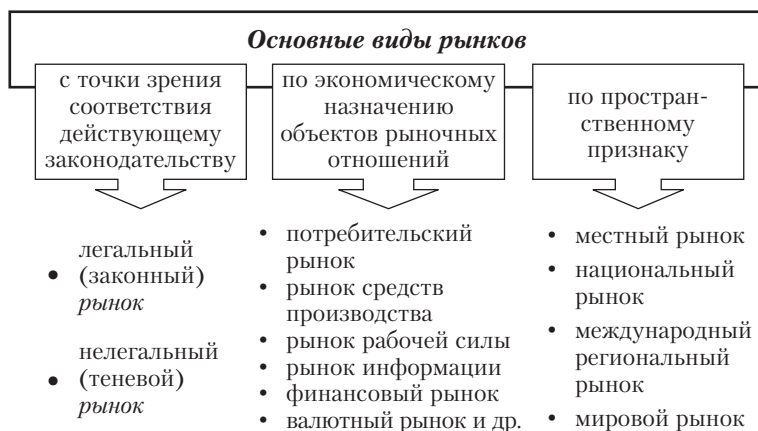 Основные виды рынков
с точки зрения
соответствия
действующему
законодательству
легальный
• (законный)
рынок
нелегальный
• (теневой)
рынок
по экономическому
назначению
объектов рыночных
отношений
• потребительский
рынок
• рынок средств
производства
• рынок рабочей силы
• рынок информации
• финансовый рынок
• валютный рынок и др.
по простран-
ственному
признаку
• местный рынок
• национальный
рынок
• международный
региональный
рынок
• мировой рынок